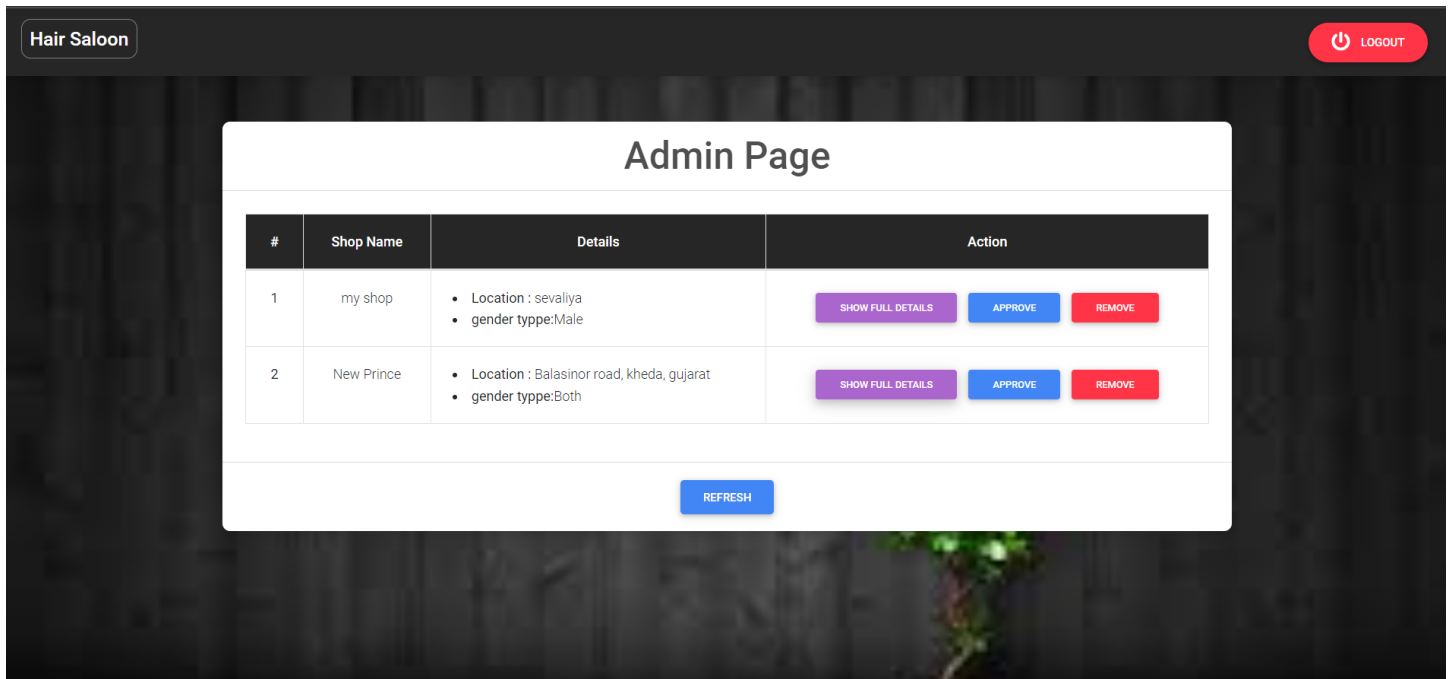 Hair Saloon
LOGOUT
Admin Page
# Shop Name Details Action
1 my shop Location : sevaliya
gender typpe:Male
SHOW FULL DETAILS APPROVE REMOVE
2 New Prince Location : Balasinor road, kheda, gujarat
gender typpe:Both
SHOW FULL DETAILS APPROVE REMOVE
REFRESH